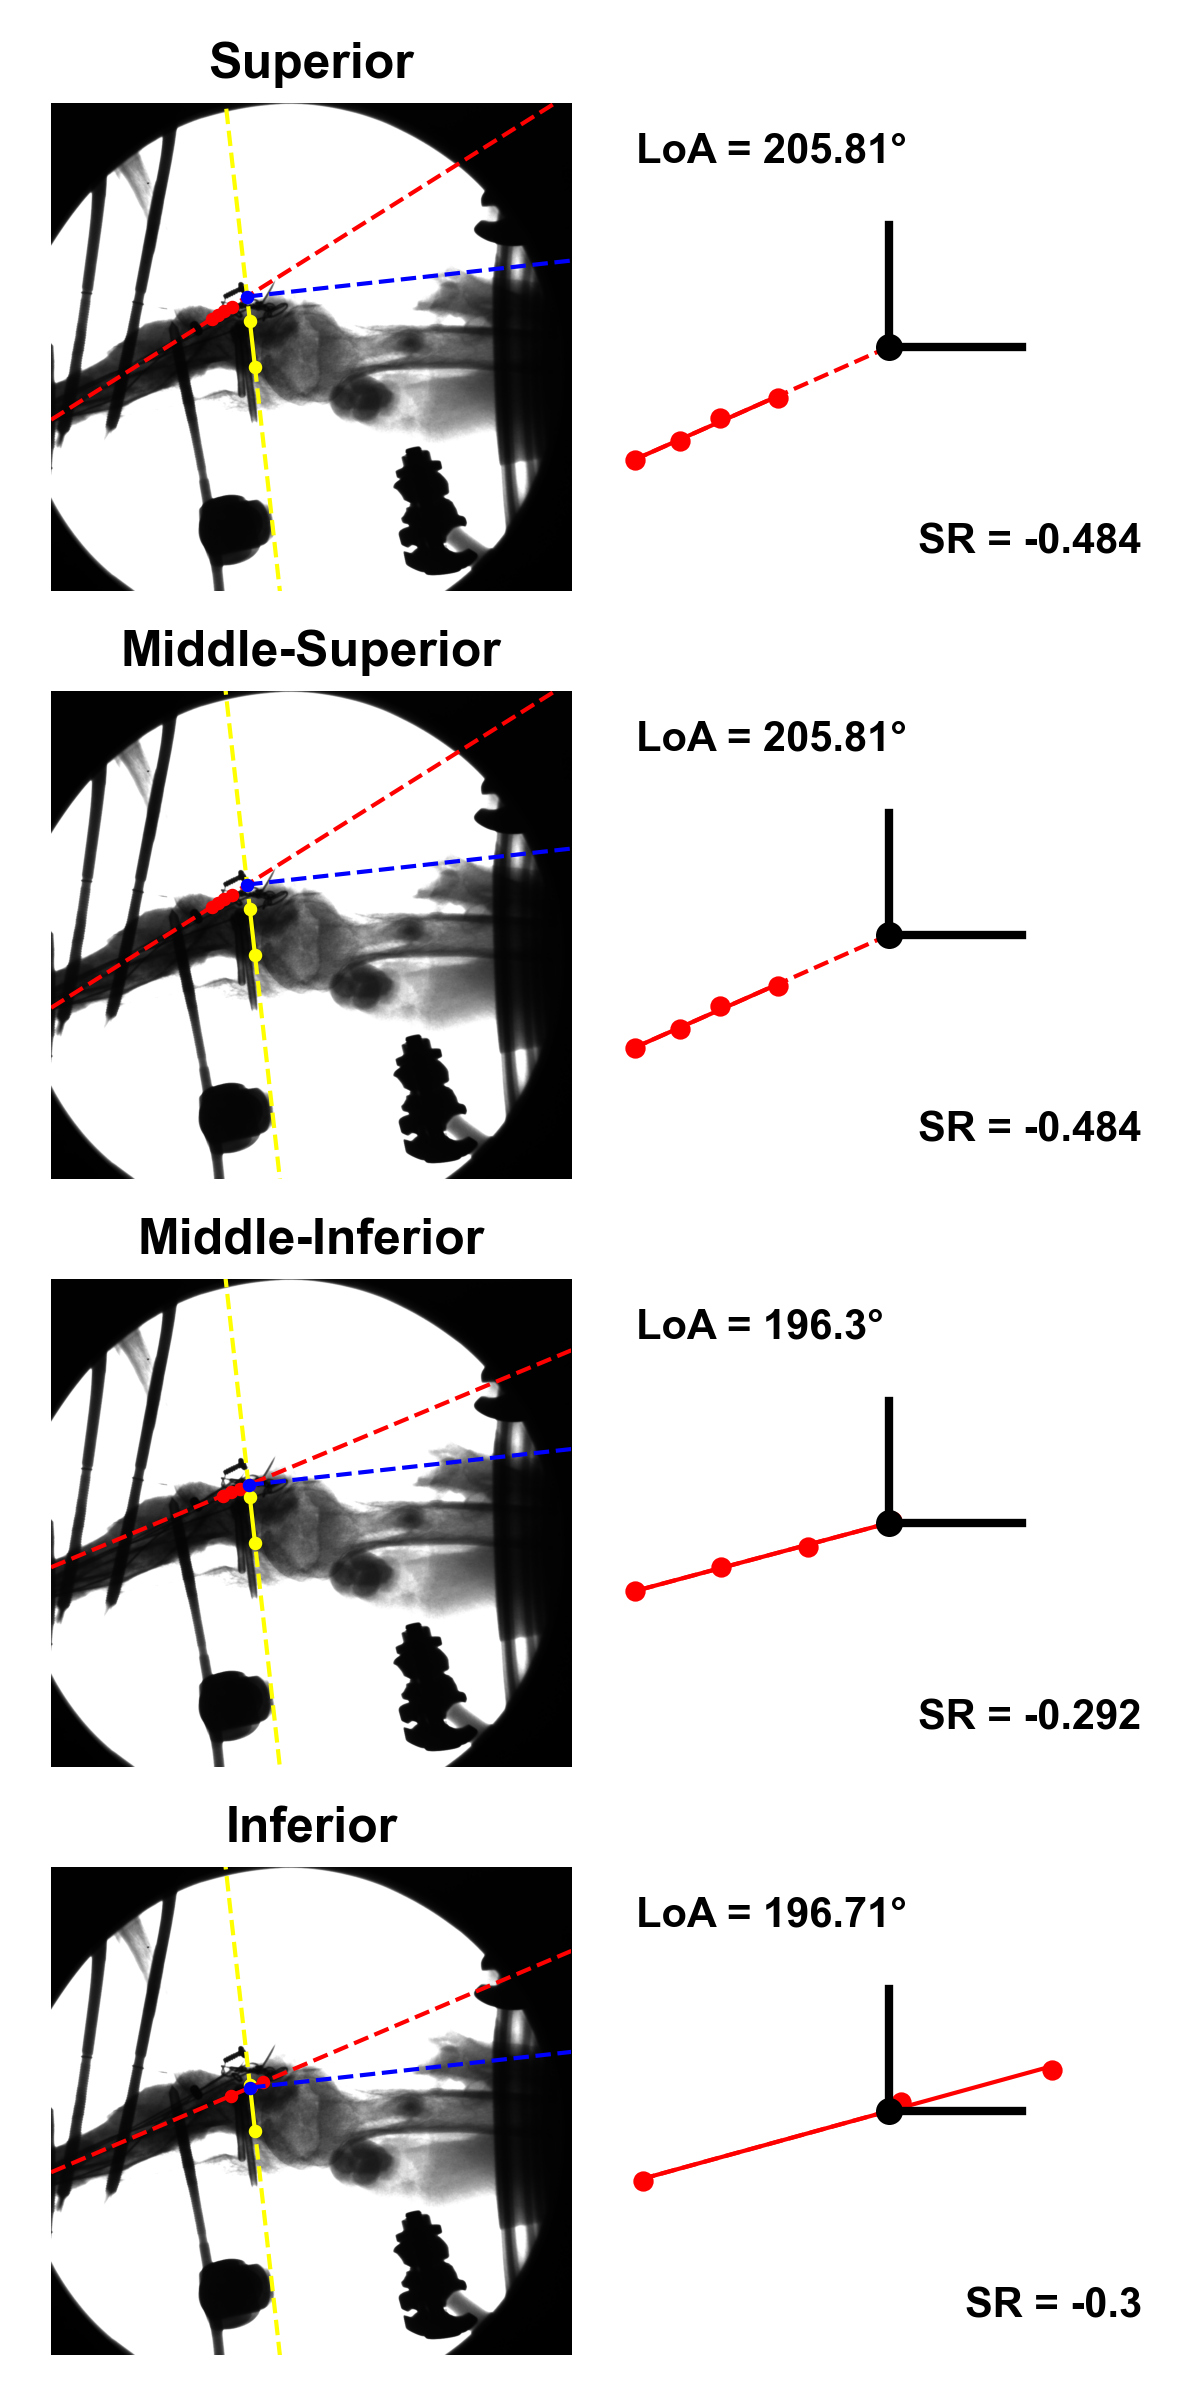 Superior
LoA = 205.81°
SR = -0.484
Middle-Superior
LoA = 205.81°
SR = -0.484
Middle-Inferior
LoA = 196.3°
SR = -0.292
Inferior
LoA = 196.71°
SR = -0.3